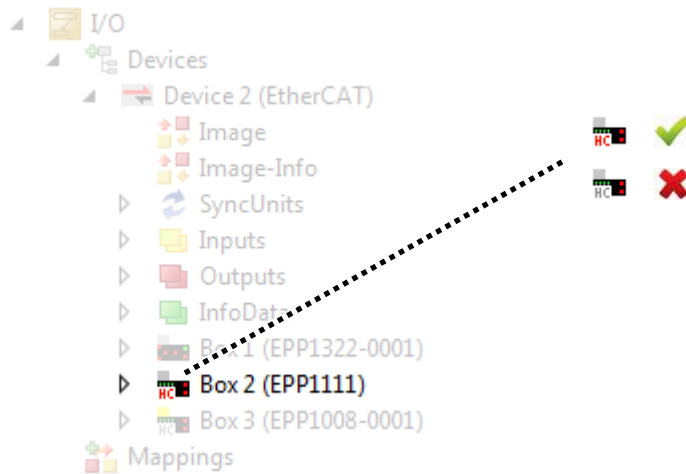 I/O
Devices
Device 2 (EtherCAT)
Image
HC
Image-Info
HC
SyncUnits
Inputs
Outputs
InfoData
Box 1 (EPP1322-0001)
HC Box 2 (EPP1111)
HC Box 3 (EPP1008-0001)
Mappings